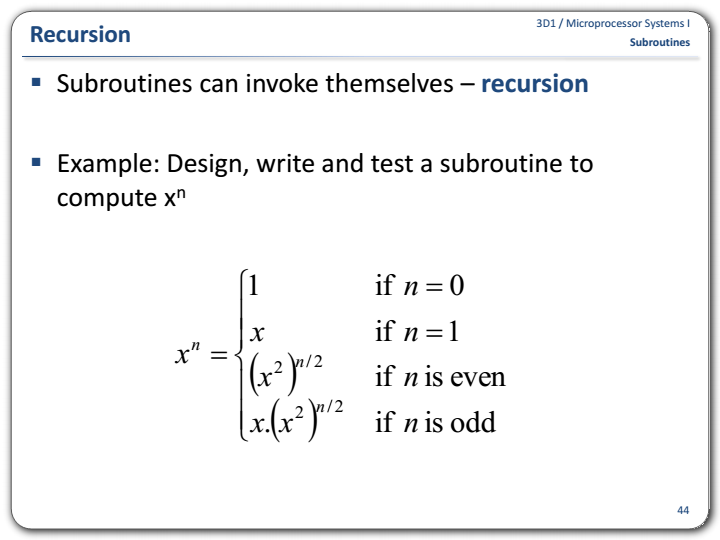 Recursion
3D1 / Microprocessor Systems I
Subroutines
▪ Subroutines can invoke themselves – recursion
▪ Example: Design, write and test a subroutine to
compute xⁿ
1 if n = 0
x if n = 1
xⁿ = { (x²)^{n/2} if n is even
x.(x²)^{n/2} if n is odd
44